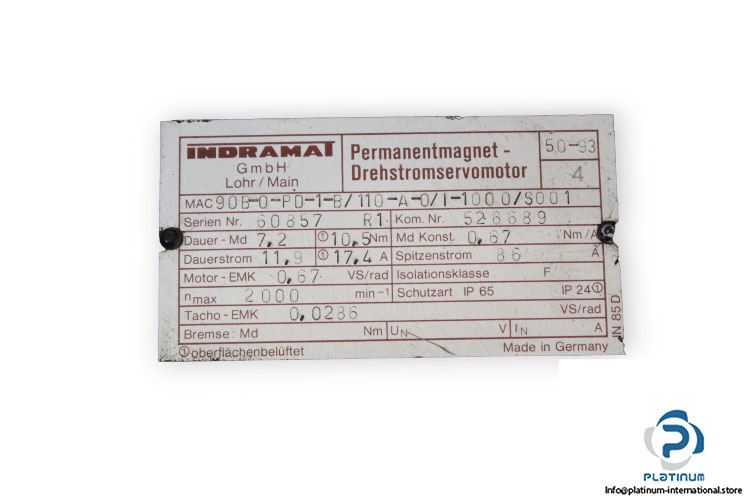 INDRAMAT
GmbH
Lohr/Main
Permanentmagnet -
Drehstromservomotor
50-93
4
MAC 90B-0-PD-1-B/110-A-0/I-1000/S001
Serien Nr. 60857 R1 Kom. Nr. 526689
Dauer - Md 7,2 ① 10,5 Nm Md Konst. 0,67 Nm/A
Dauerstrom 11,9 ① 17,4 A Spitzenstrom 86 A
Motor - EMK 0,67 VS/rad Isolationsklasse F
nmax 2000 min-1 Schutzart IP 65 IP 24①
Tacho - EMK 0,0286 VS/rad
Bremse: Md Nm UN V IN A
①oberflächenbelüftet Made in Germany
IN 85 D
PLATINUM
Info@platinum-international.store